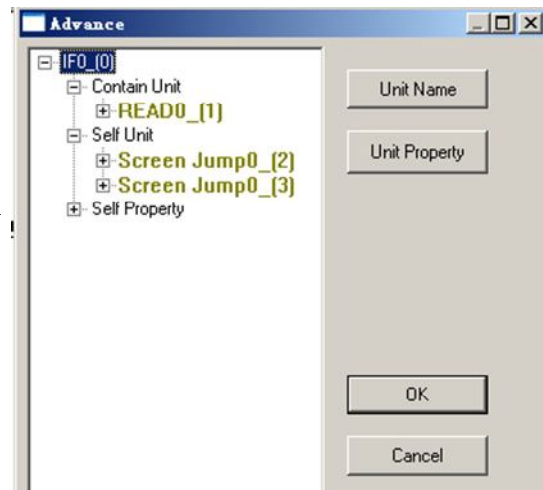 Advance
IF0_(0)
Contain Unit
READ0_(1)
Self Unit
Screen Jump0_(2)
Screen Jump0_(3)
Self Property
Unit Name
Unit Property
OK
Cancel